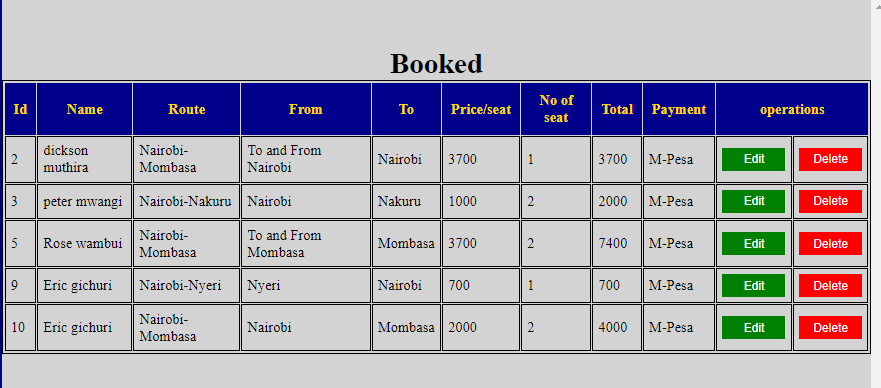 Booked
Id Name Route From To Price/seat No of seat Total Payment operations
2 dickson muthira Nairobi-Mombasa To and From Nairobi Nairobi 3700 1 3700 M-Pesa Edit Delete
3 peter mwangi Nairobi-Nakuru Nairobi Nakuru 1000 2 2000 M-Pesa Edit Delete
5 Rose wambui Nairobi-Mombasa To and From Mombasa Mombasa 3700 2 7400 M-Pesa Edit Delete
9 Eric gichuri Nairobi-Nyeri Nyeri Nairobi 700 1 700 M-Pesa Edit Delete
10 Eric gichuri Nairobi-Mombasa Nairobi Mombasa 2000 2 4000 M-Pesa Edit Delete